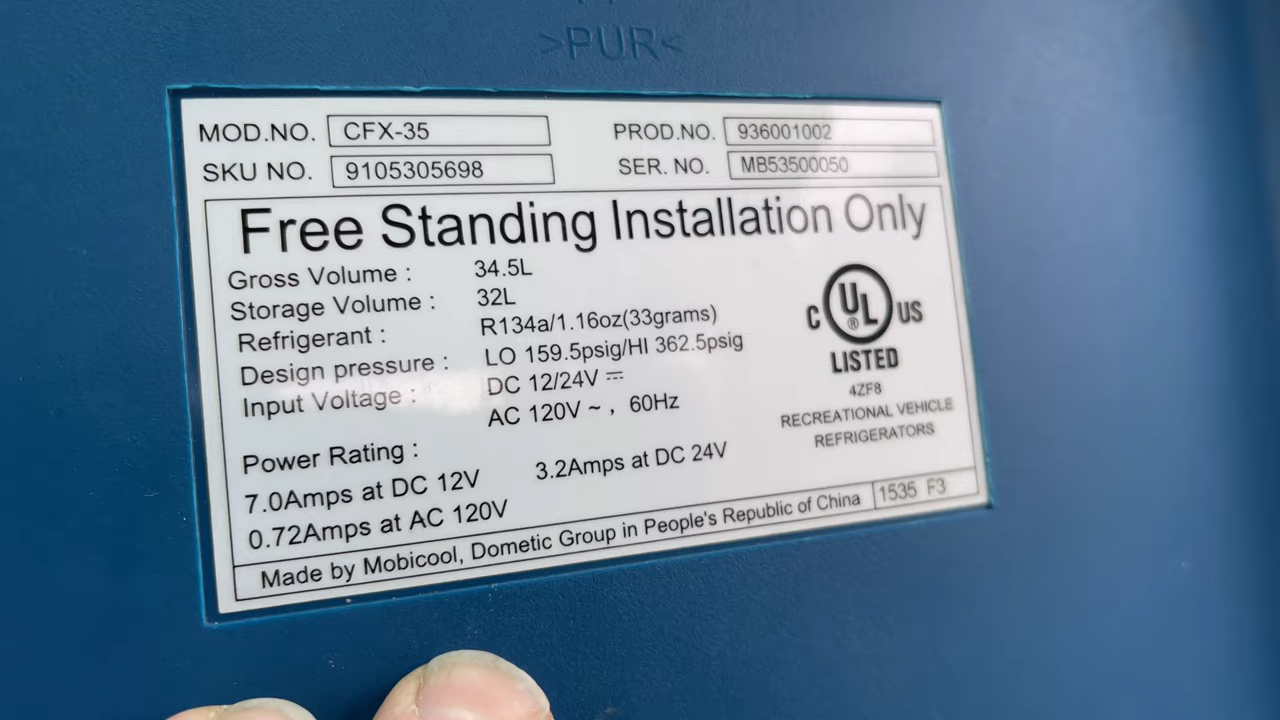 >PUR<
MOD.NO. CFX-35 PROD.NO. 936001002
SKU NO. 9105305698 SER. NO. MB53500050
Free Standing Installation Only
Gross Volume : 34.5L
Storage Volume : 32L
Refrigerant : R134a/1.16oz(33grams)
Design pressure : LO 159.5psig/HI 362.5psig
Input Voltage : DC 12/24V ⎓
AC 120V ~ , 60Hz
C UL ® US
LISTED
4ZF8
RECREATIONAL VEHICLE
REFRIGERATORS
Power Rating :
7.0Amps at DC 12V 3.2Amps at DC 24V
0.72Amps at AC 120V
Made by Mobicool, Dometic Group in People's Republic of China 1535 F3